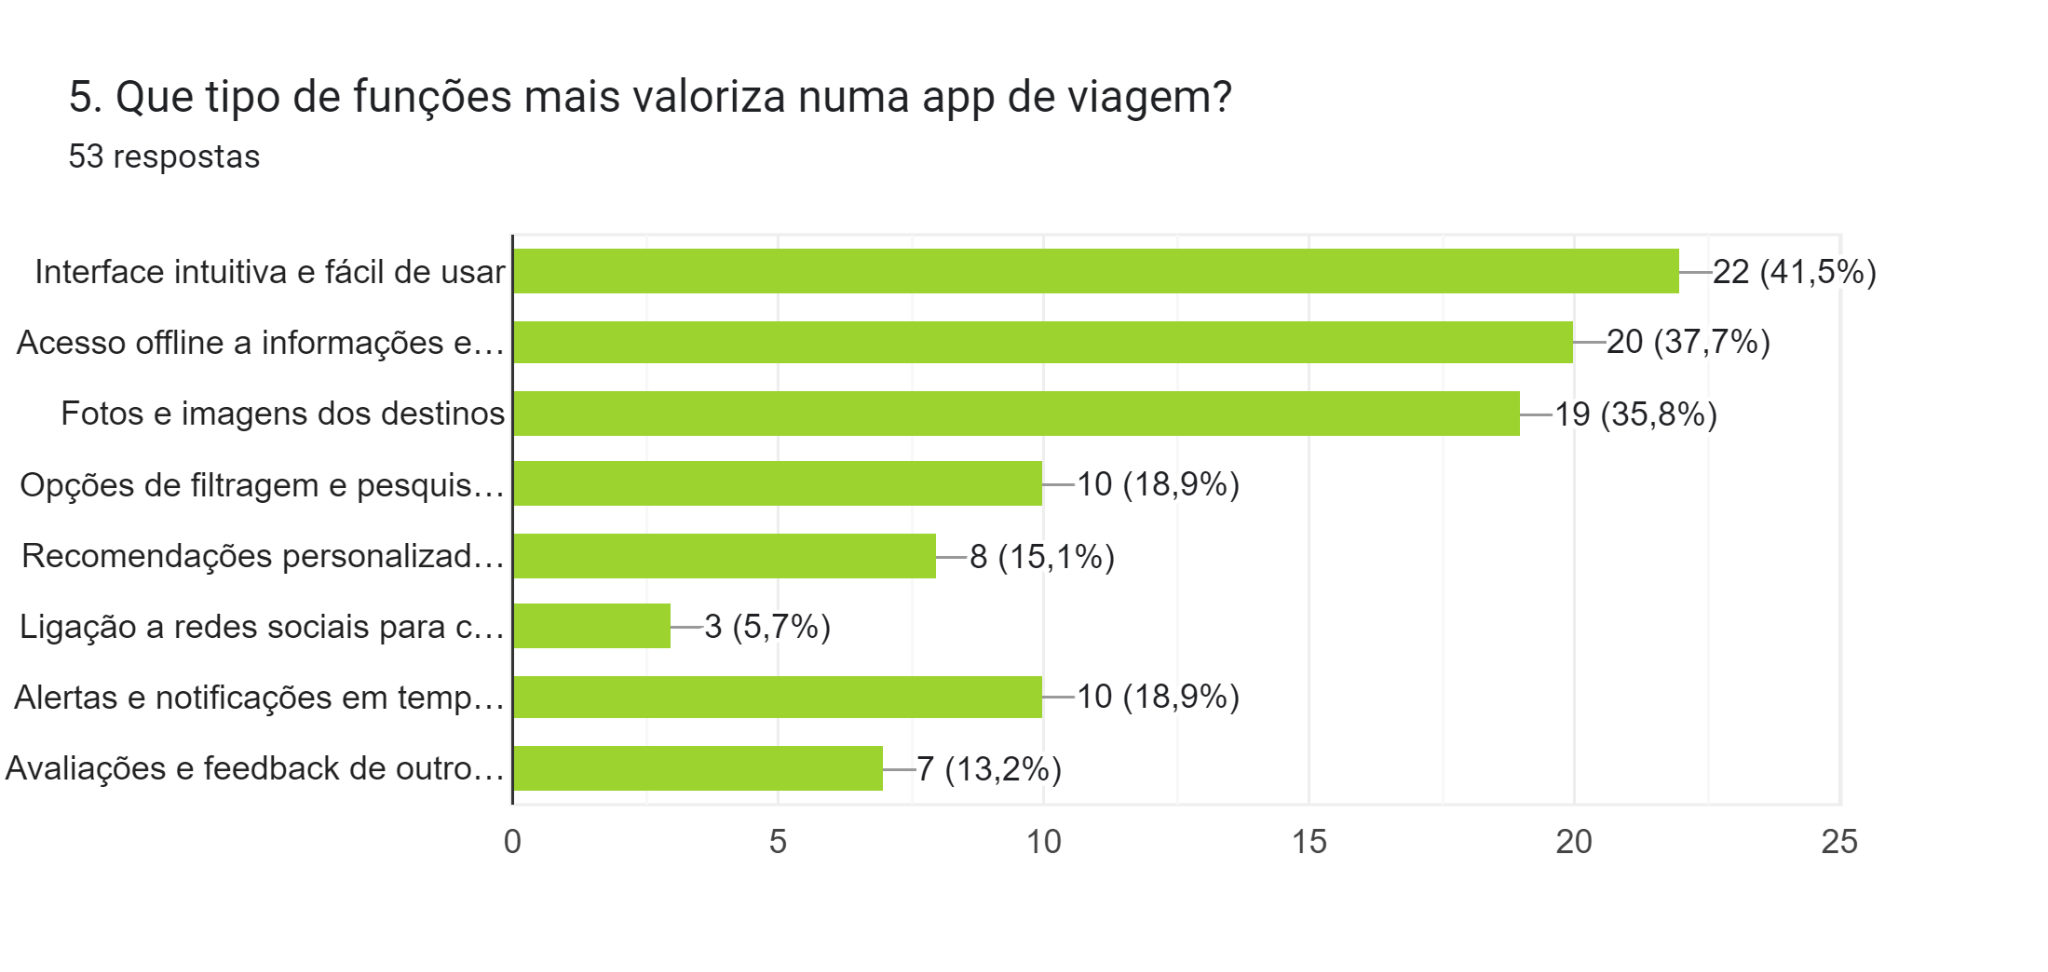 5. Que tipo de funções mais valoriza numa app de viagem?
53 respostas
Interface intuitiva e fácil de usar 22 (41,5%)
Acesso offline a informações e… 20 (37,7%)
Fotos e imagens dos destinos 19 (35,8%)
Opções de filtragem e pesquis… 10 (18,9%)
Recomendações personalizad… 8 (15,1%)
Ligação a redes sociais para c… 3 (5,7%)
Alertas e notificações em temp… 10 (18,9%)
Avaliações e feedback de outro… 7 (13,2%)
0 5 10 15 20 25